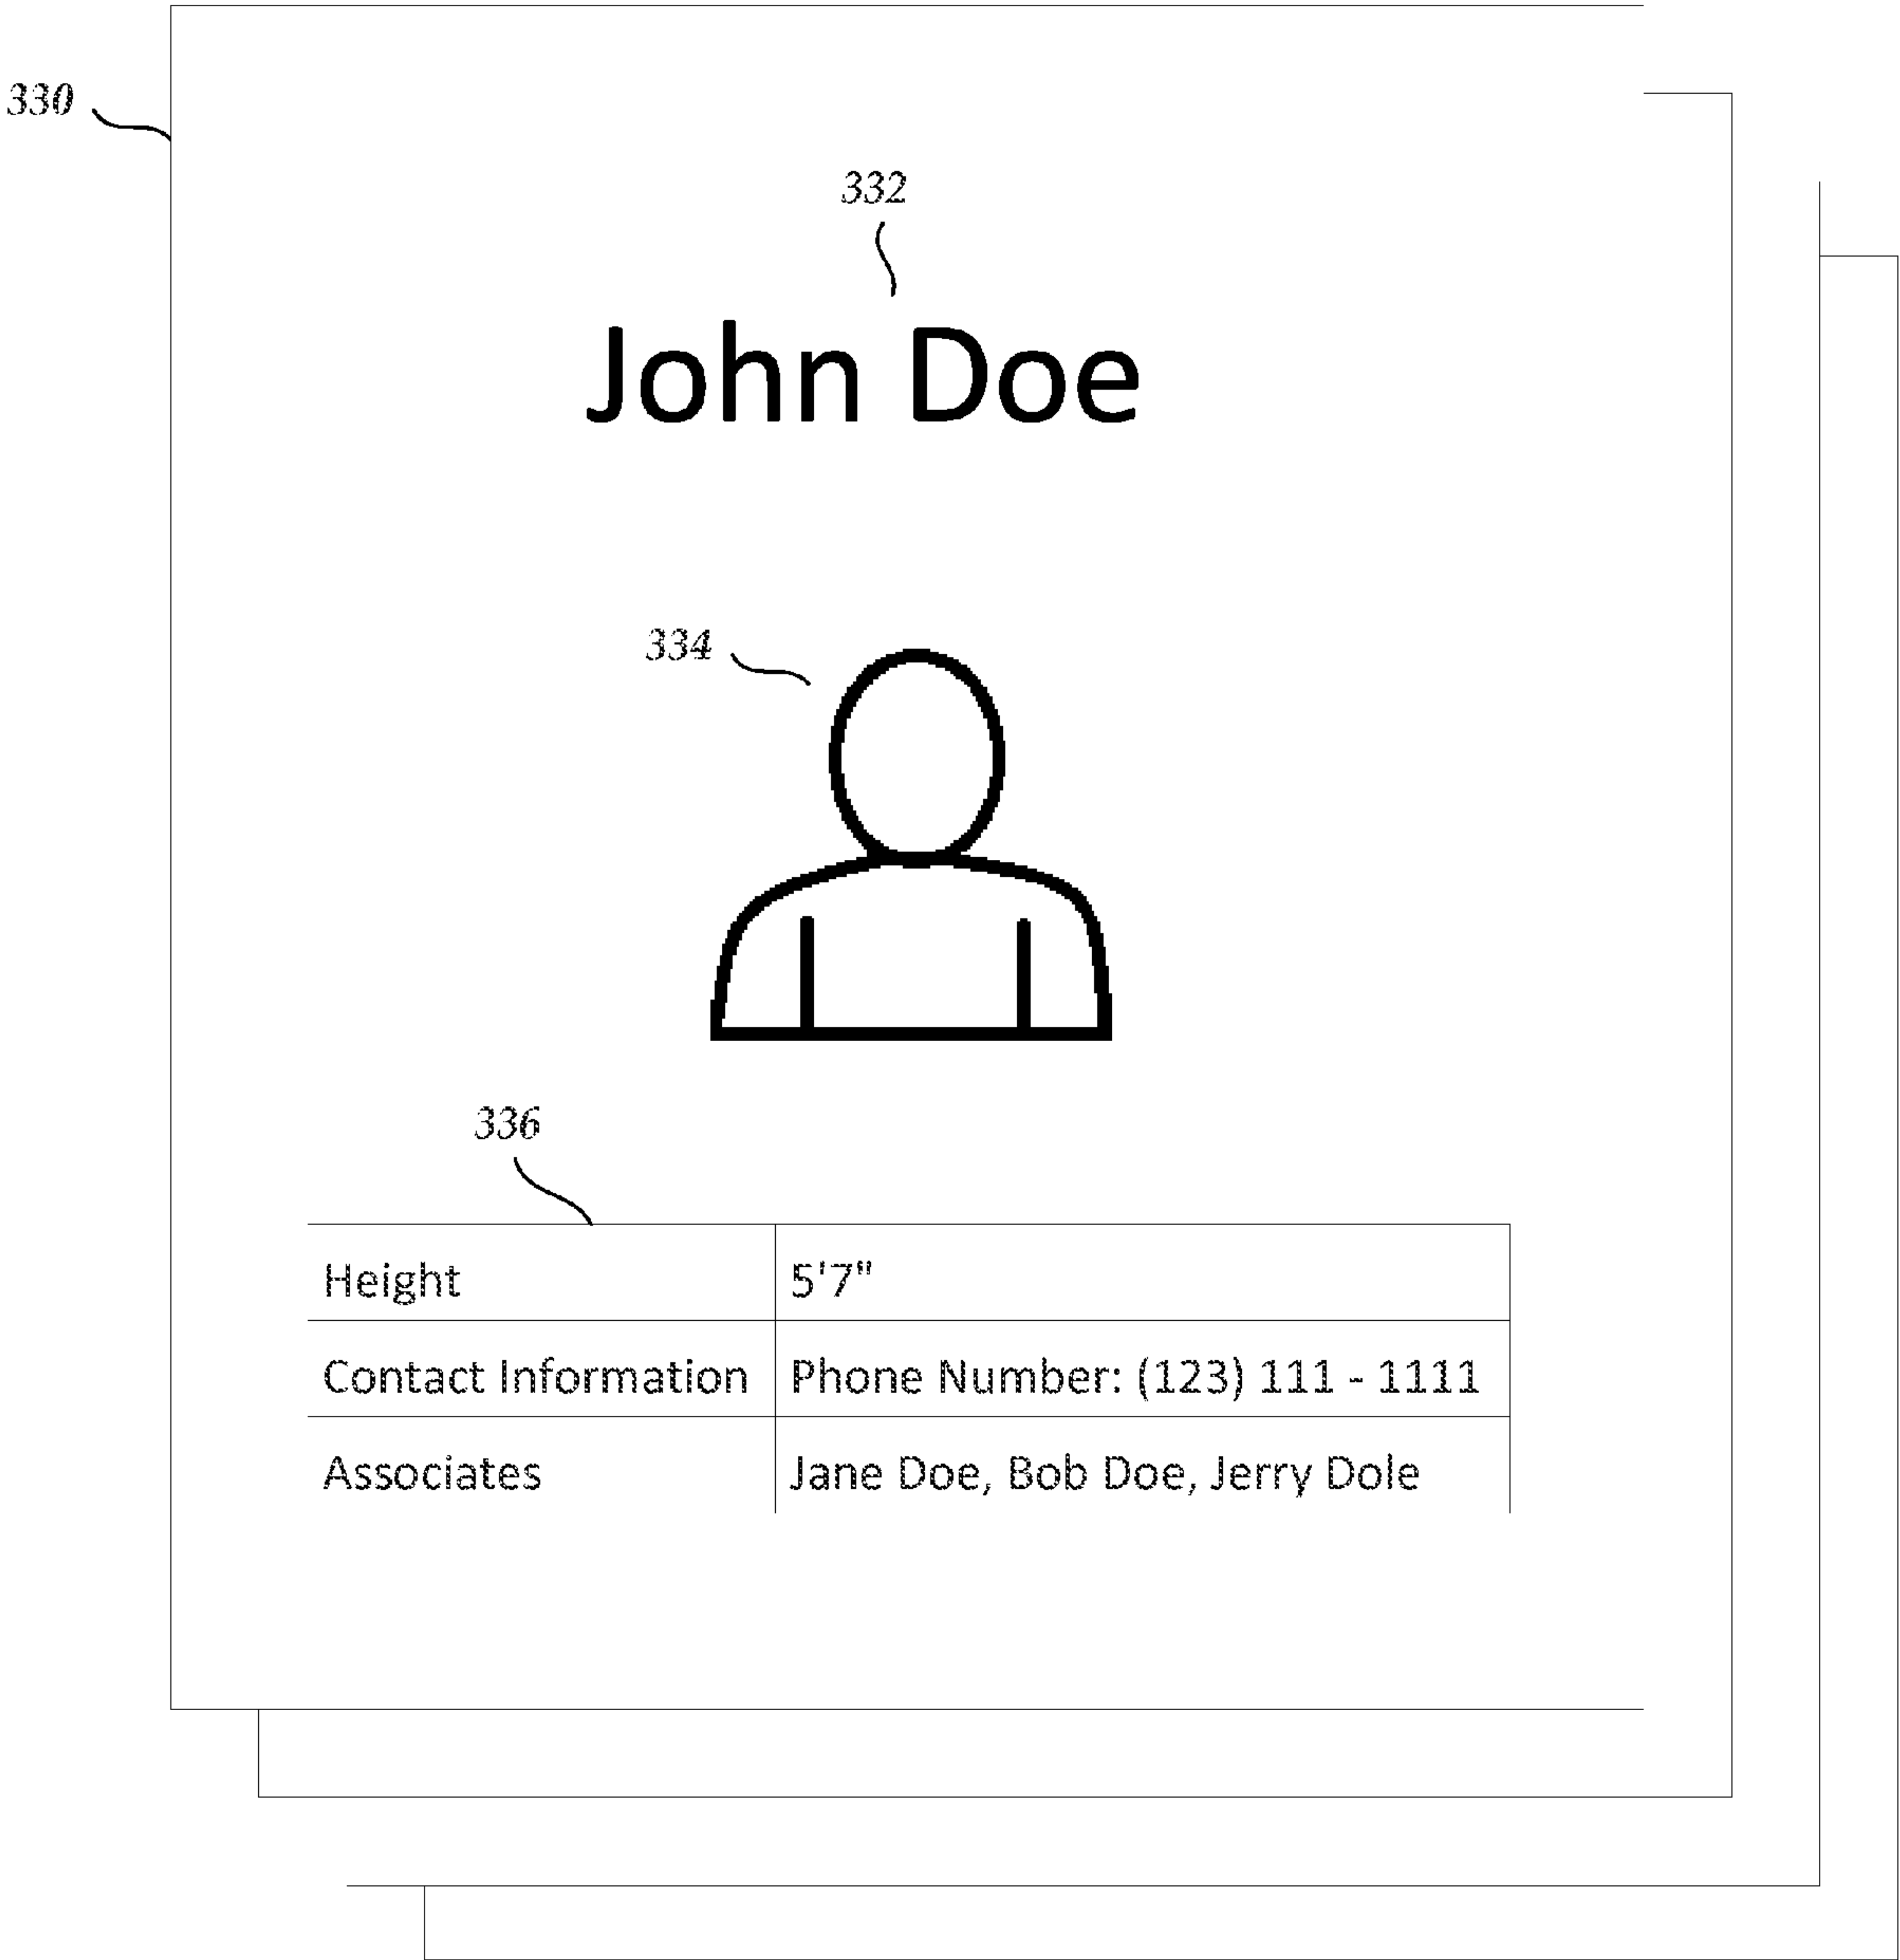 330
332
John Doe
334
336
Height 5'7"
Contact Information Phone Number: (123) 111 - 1111
Associates Jane Doe, Bob Doe, Jerry Dole